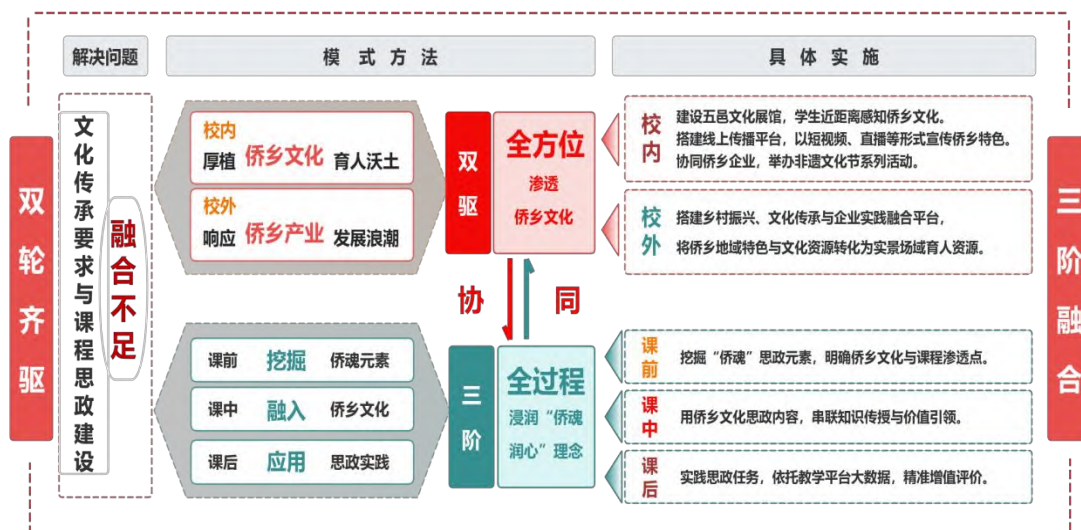 解决问题
模式方法
具体实施
双轮齐驱
文化传承要求与课程思政建设
融合不足
校内
厚植 侨乡文化 育人沃土
校外
响应 侨乡产业 发展浪潮
双驱
全方位
渗透
侨乡文化
校内
建设五邑文化展馆，学生近距离感知侨乡文化。
搭建线上传播平台，以短视频、直播等形式宣传侨乡特色。
协同侨乡企业，举办非遗文化节系列活动。
校外
搭建乡村振兴、文化传承与企业实践融合平台，
将侨乡地域特色与文化资源转化为实景场域育人资源。
协 同
课前 挖掘 侨魂元素
课中 融入 侨乡文化
课后 应用 思政实践
三阶
全过程
浸润“侨魂
润心”理念
课前
挖掘“侨魂”思政元素，明确侨乡文化与课程渗透点。
课中
用侨乡文化思政内容，串联知识传授与价值引领。
课后
实践思政任务，依托教学平台大数据，精准增值评价。
三阶融合